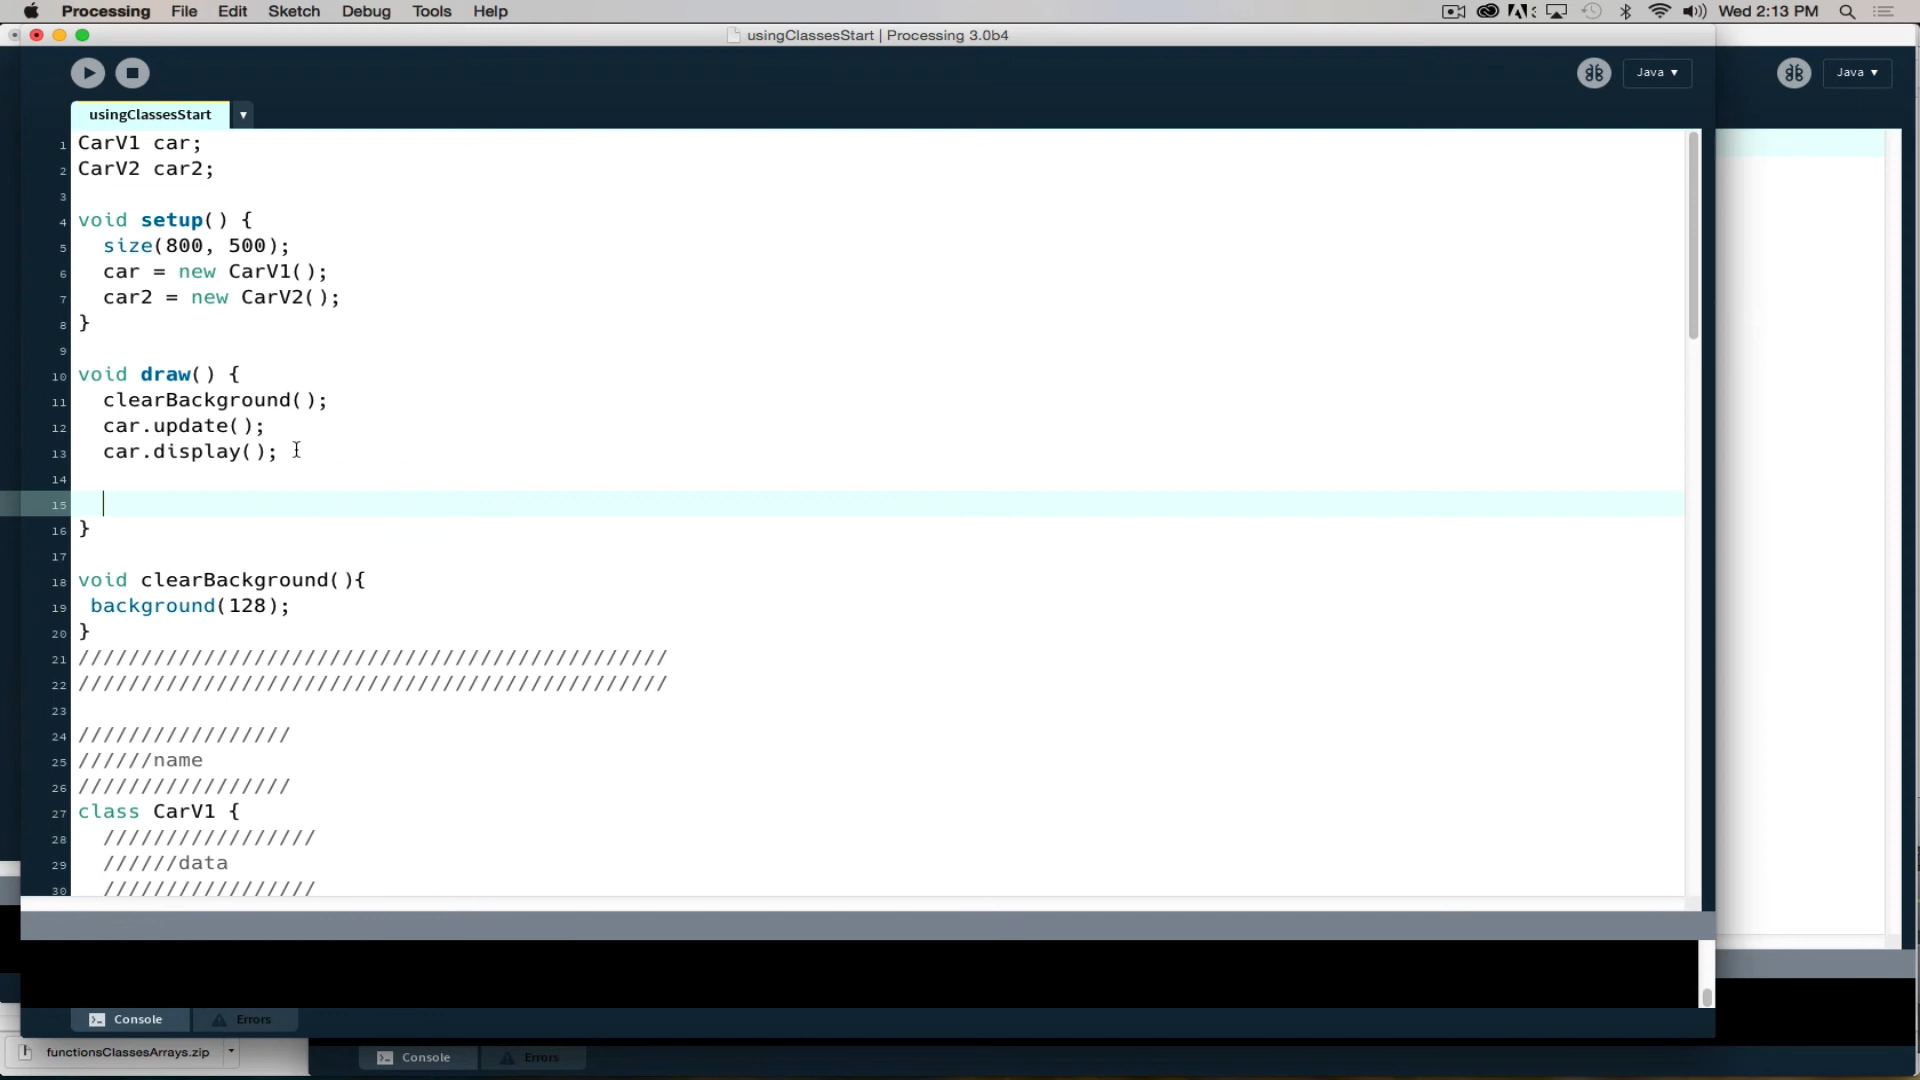 Processing File Edit Sketch Debug Tools Help Wed 2:13 PM
usingClassesStart | Processing 3.0b4
Java ▾ Java ▾
usingClassesStart ▾
1 CarV1 car;
2 CarV2 car2;
3
4 void setup() {
5 size(800, 500);
6 car = new CarV1();
7 car2 = new CarV2();
8 }
9
10 void draw() {
11 clearBackground();
12 car.update();
13 car.display();
14
15
16 }
17
18 void clearBackground(){
19 background(128);
20 }
21 ///////////////////////////////////////////////
22 ///////////////////////////////////////////////
23
24 /////////////////
25 //////name
26 /////////////////
27 class CarV1 {
28 /////////////////
29 //////data
30 /////////////////
Console Errors
functionsClassesArrays.zip
Console Errors